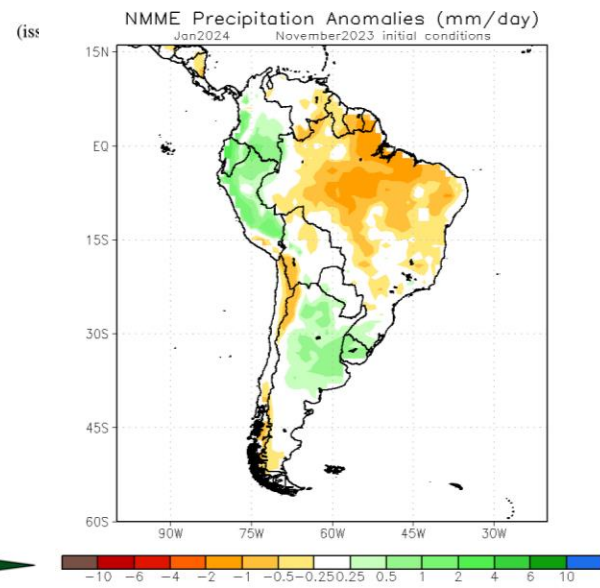 NMME Precipitation Anomalies (mm/day)
(iss
Jan2024 November2023 initial conditions
15N
EQ
15S
30S
45S
60S
90W 75W 60W 45W 30W
-10 -6 -4 -2 -1 -0.5 -0.25 0.25 0.5 1 2 4 6 10